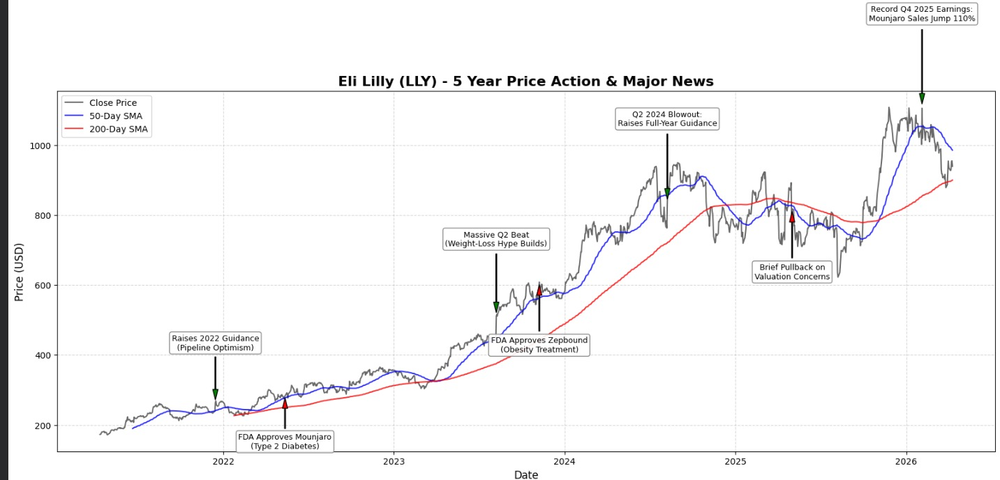 Record Q4 2025 Earnings:
Mounjaro Sales Jump 110%
Eli Lilly (LLY) - 5 Year Price Action & Major News
Close Price
50-Day SMA
200-Day SMA
Q2 2024 Blowout:
Raises Full-Year Guidance
Massive Q2 Beat
(Weight-Loss Hype Builds)
Brief Pullback on
Valuation Concerns
Raises 2022 Guidance
(Pipeline Optimism)
FDA Approves Zepbound
(Obesity Treatment)
FDA Approves Mounjaro
(Type 2 Diabetes)
Price (USD)
1000
800
600
400
200
2022
2023
2024
2025
2026
Date